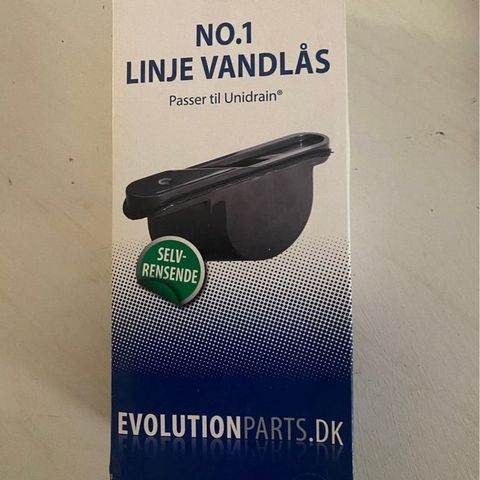 NO.1
LINJE VANDLÅS
Passer til Unidrain®
SELV-
RENSENDE
EVOLUTIONPARTS.DK